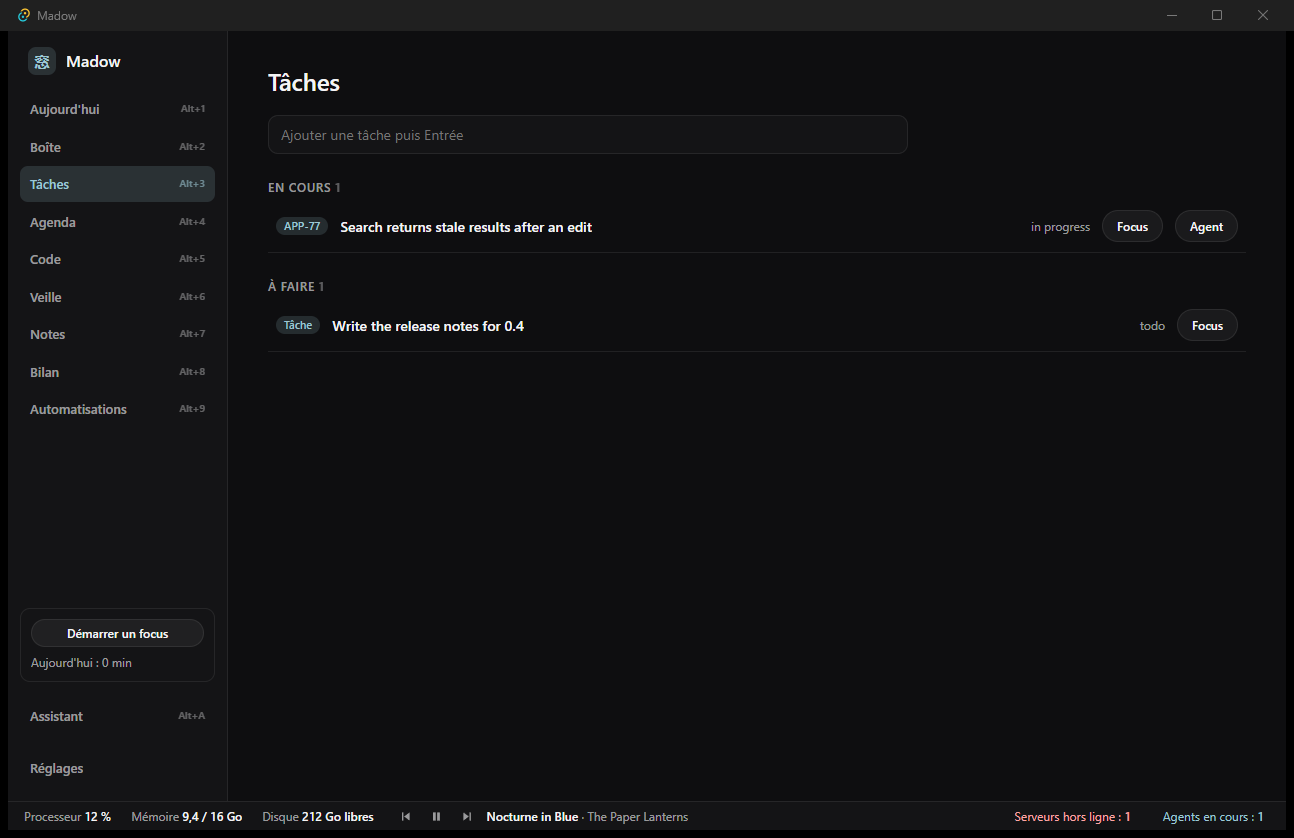 Madow
窓 Madow
Aujourd'hui Alt+1
Boîte Alt+2
Tâches Alt+3
Agenda Alt+4
Code Alt+5
Veille Alt+6
Notes Alt+7
Bilan Alt+8
Automatisations Alt+9
Démarrer un focus
Aujourd'hui : 0 min
Assistant Alt+A
Réglages
Tâches
Ajouter une tâche puis Entrée
EN COURS 1
APP-77 Search returns stale results after an edit in progress Focus Agent
À FAIRE 1
Tâche Write the release notes for 0.4 todo Focus
Processeur 12 % Mémoire 9,4 / 16 Go Disque 212 Go libres Nocturne in Blue · The Paper Lanterns Serveurs hors ligne : 1 Agents en cours : 1